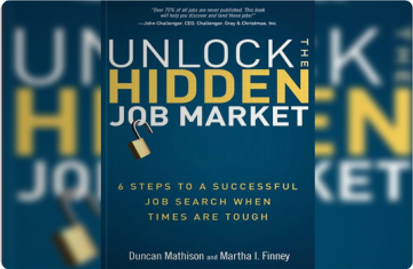 "Over 70% of all jobs are never published. This book
will help you discover and land these jobs!"
—John Challenger, CEO, Challenger, Gray & Christmas, Inc.
UNLOCK THE
HIDDEN
JOB MARKET
6 STEPS TO A SUCCESSFUL
JOB SEARCH WHEN
TIMES ARE TOUGH
Duncan Mathison and Martha I. Finney